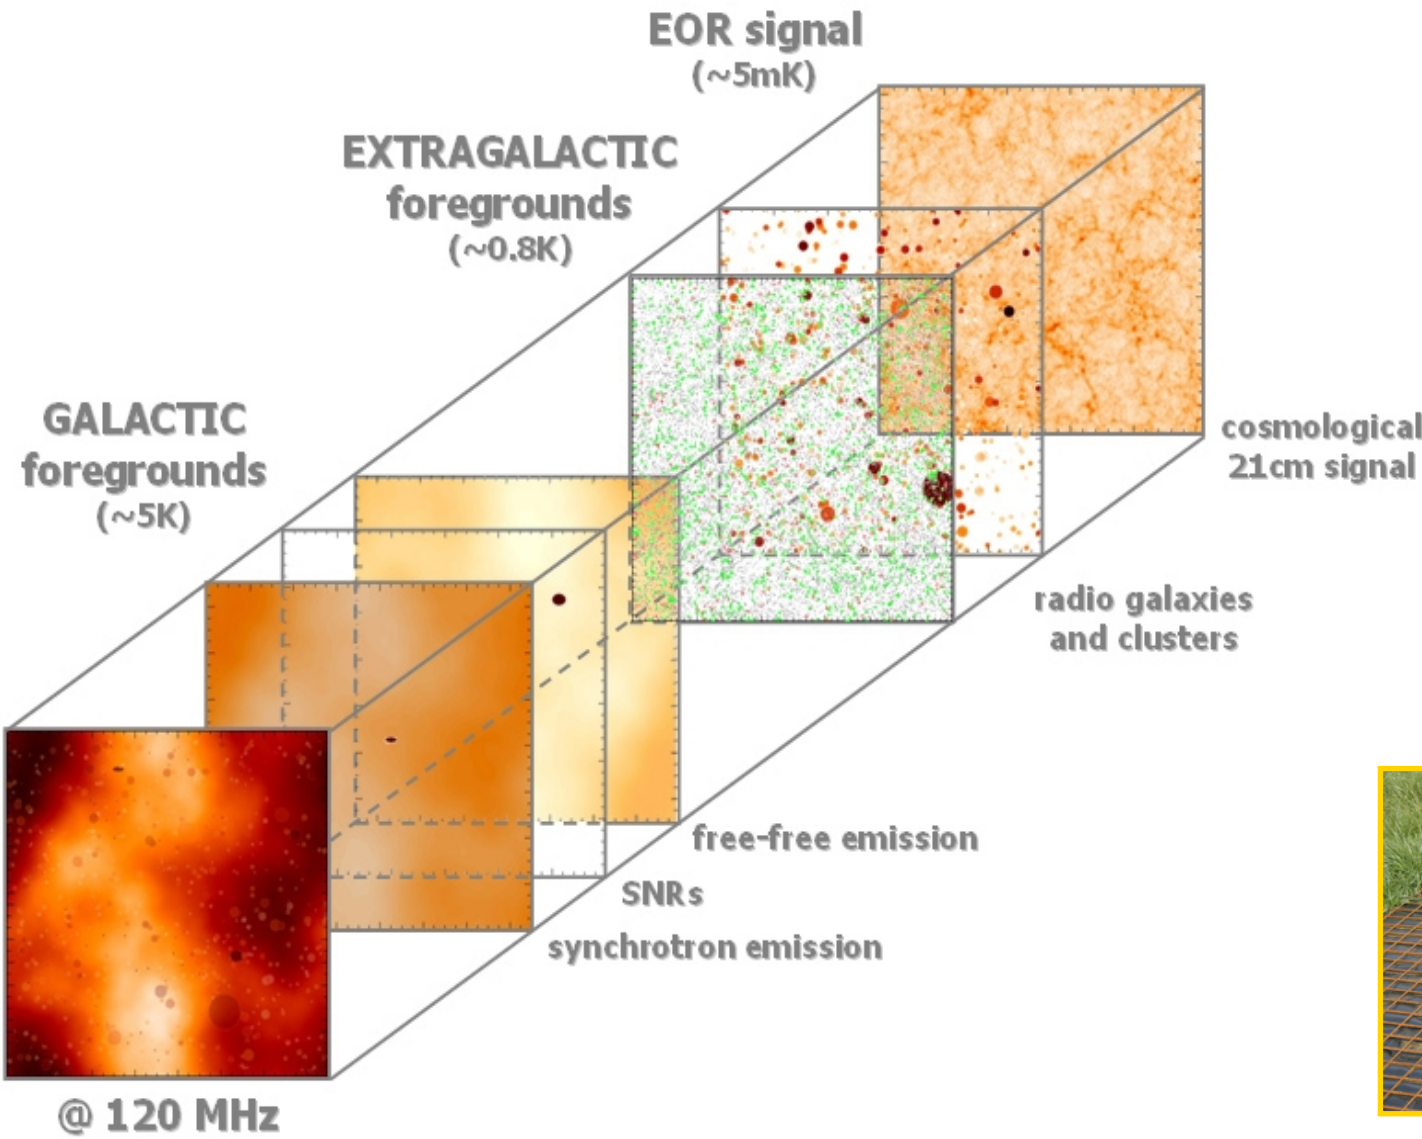 EOR signal
(~5mK)
EXTRAGALACTIC
foregrounds
(~0.8K)
GALACTIC
foregrounds
(~5K)
cosmological
21cm signal
radio galaxies
and clusters
free-free emission
SNRs
synchrotron emission
@ 120 MHz